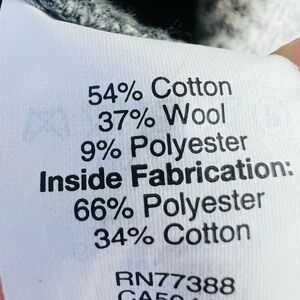 54% Cotton
37% Wool
9% Polyester
Inside Fabrication:
66% Polyester
34% Cotton
RN77388